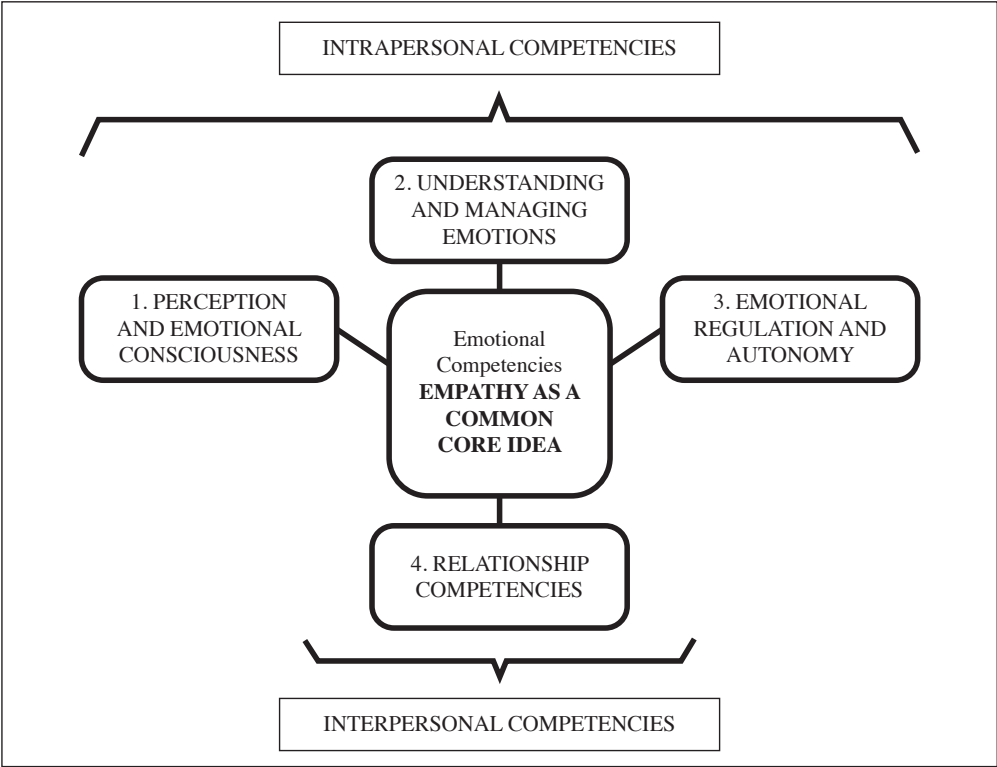 INTRAPERSONAL COMPETENCIES
2. UNDERSTANDING
AND MANAGING
EMOTIONS
1. PERCEPTION
AND EMOTIONAL
CONSCIOUSNESS
3. EMOTIONAL
REGULATION AND
AUTONOMY
Emotional
Competencies
EMPATHY AS A
COMMON
CORE IDEA
4. RELATIONSHIP
COMPETENCIES
INTERPERSONAL COMPETENCIES